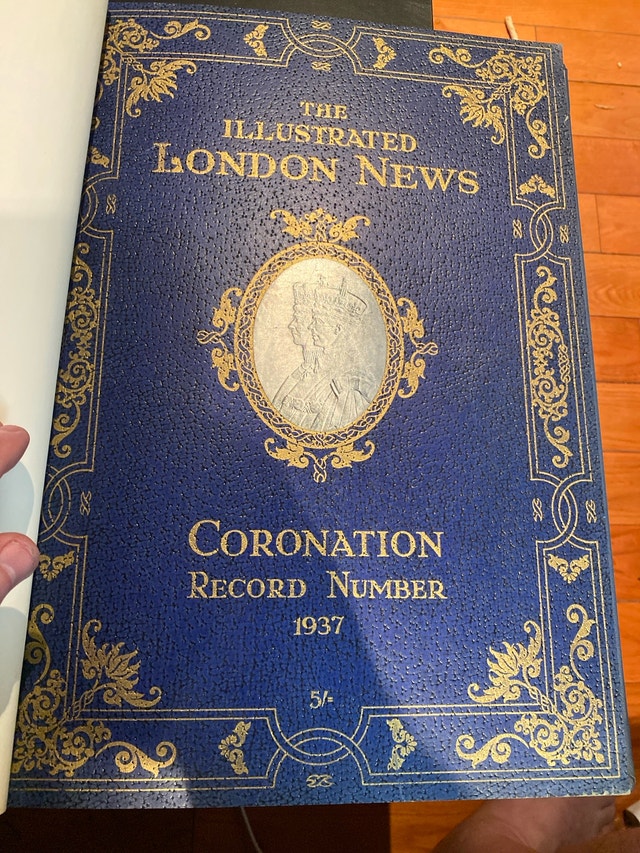 THE
ILLUSTRATED
LONDON NEWS
CORONATION
RECORD NUMBER
1937
5/=